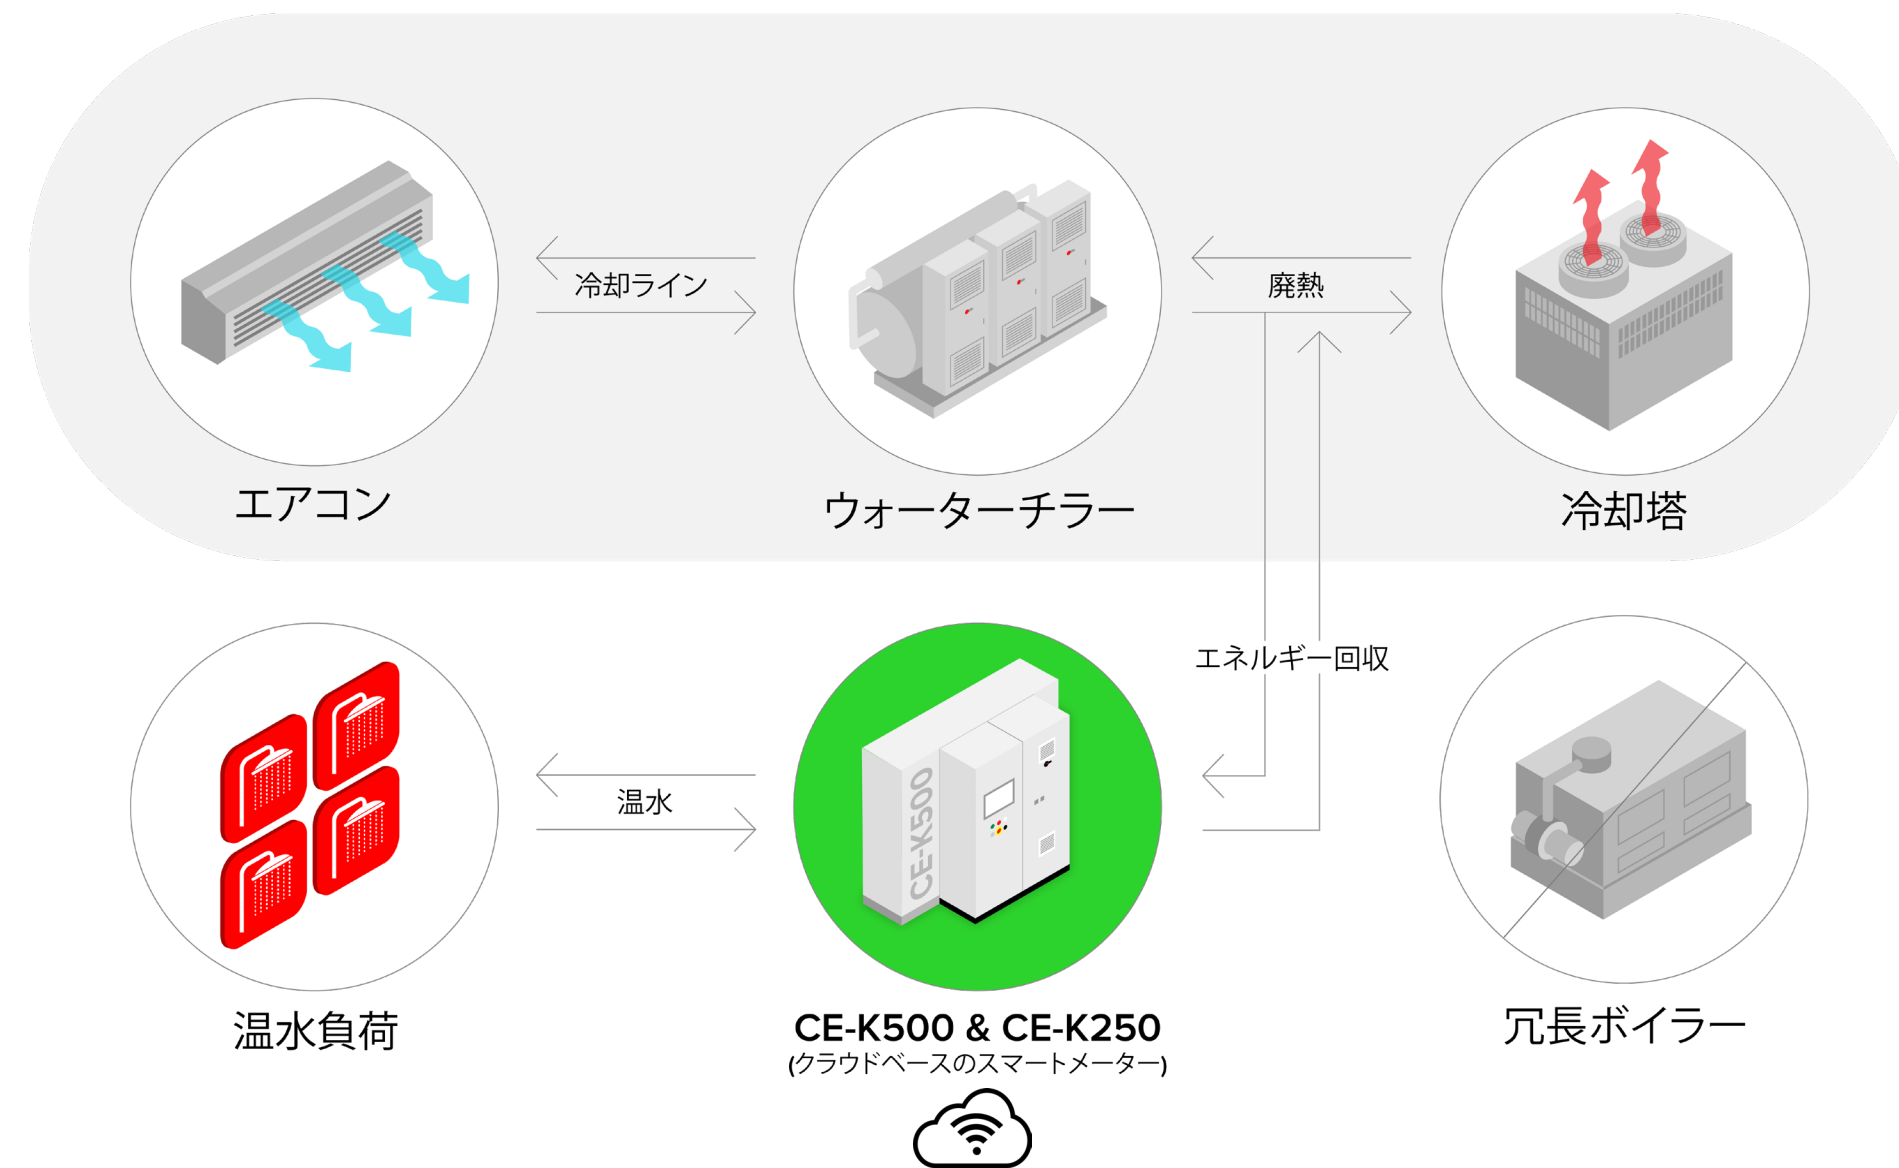 冷却ライン
廃熱
エアコン
ウォーターチラー
冷却塔
エネルギー回収
温水
CE-K500
温水負荷
CE-K500 & CE-K250
(クラウドベースのスマートメーター)
冗長ボイラー